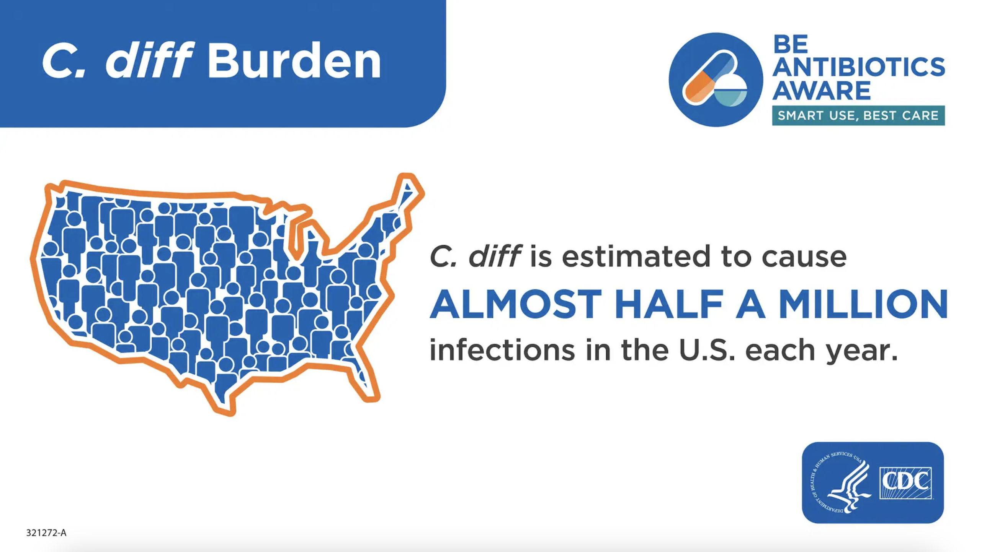 C. diff Burden
BE
ANTIBIOTICS
AWARE
SMART USE, BEST CARE
C. diff is estimated to cause
ALMOST HALF A MILLION
infections in the U.S. each year.
DEPARTMENT OF HEALTH & HUMAN SERVICES·USA
CDC
321272-A